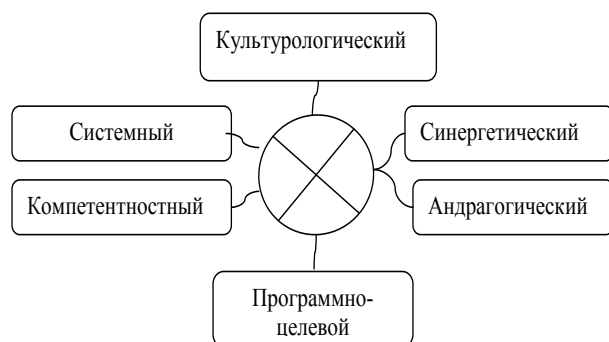 Культурологический
Системный
Синергетический
Компетентностный
Андрагогический
Программно-
целевой